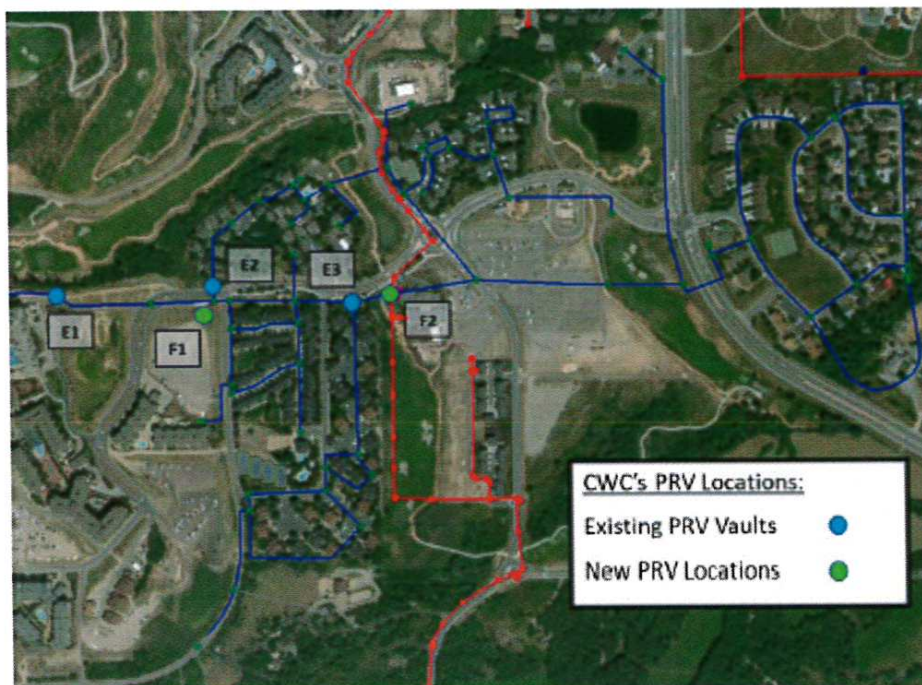 E2
E3
E1
F1
F2
CWC's PRV Locations:
Existing PRV Vaults
New PRV Locations